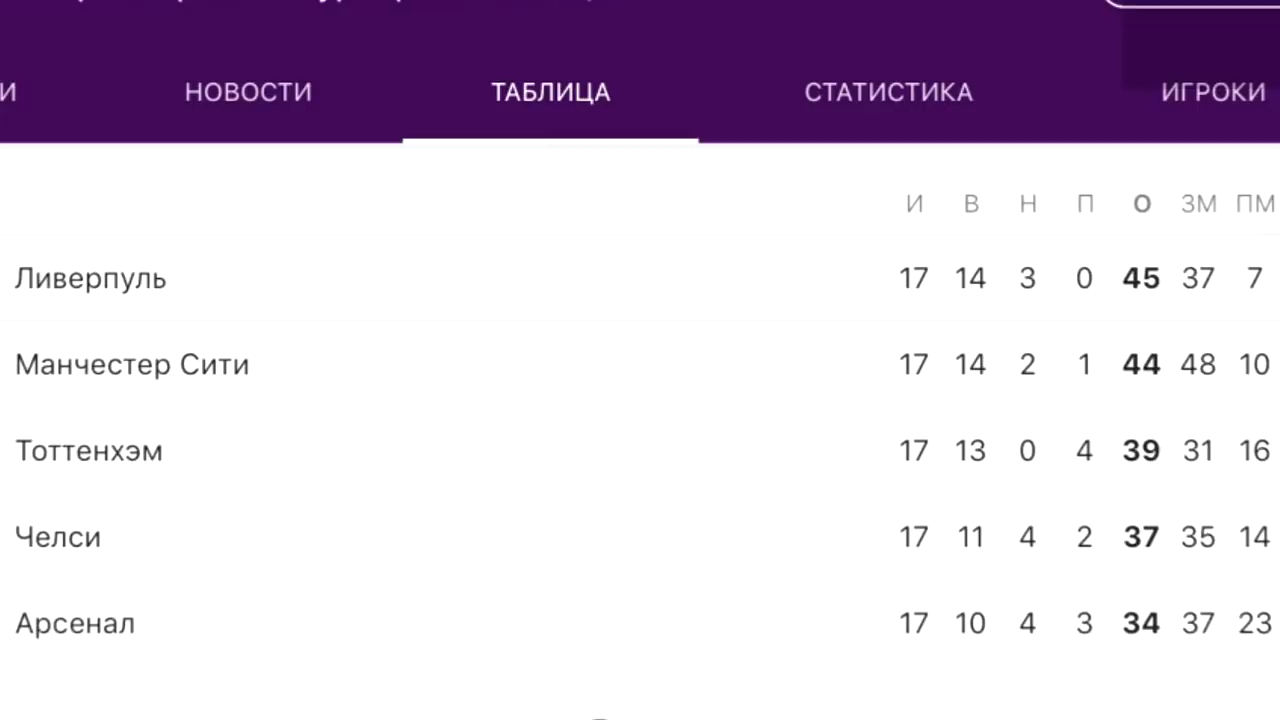 И НОВОСТИ ТАБЛИЦА СТАТИСТИКА ИГРОКИ
И В Н П О ЗМ ПМ
Ливерпуль 17 14 3 0 45 37 7
Манчестер Сити 17 14 2 1 44 48 10
Тоттенхэм 17 13 0 4 39 31 16
Челси 17 11 4 2 37 35 14
Арсенал 17 10 4 3 34 37 23